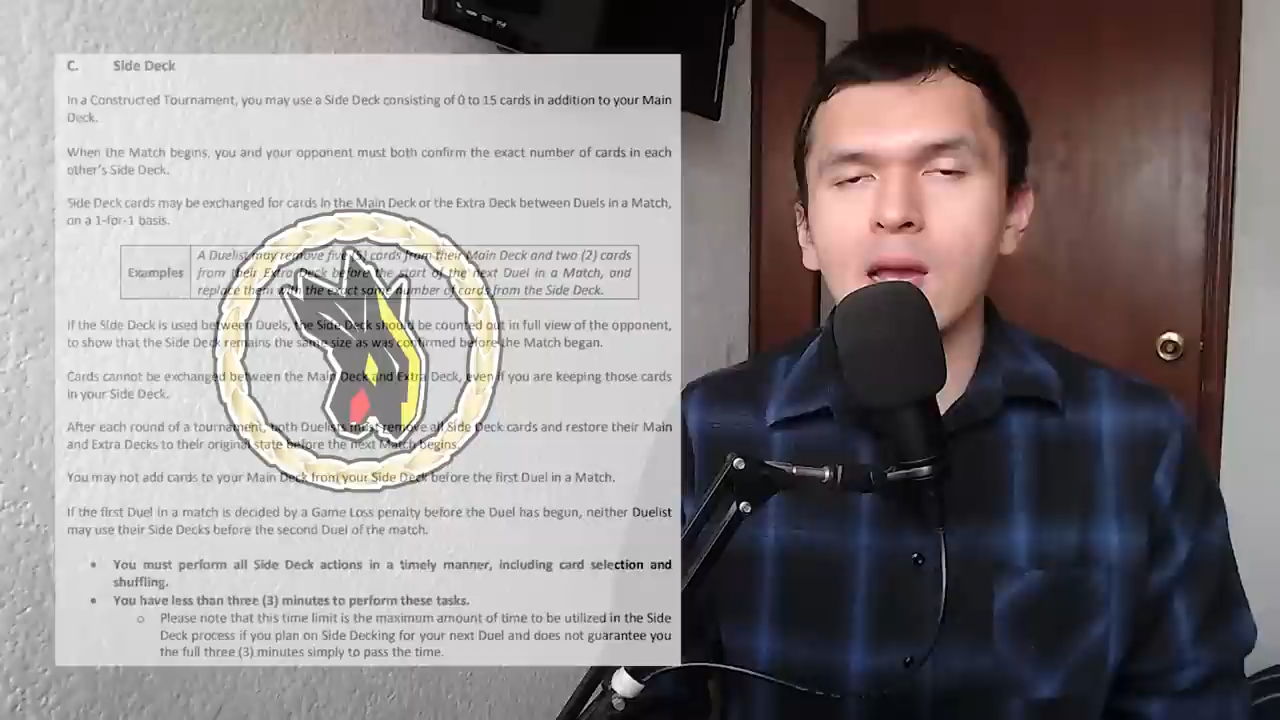 C. Side Deck
In a Constructed Tournament, you may use a Side Deck consisting of 0 to 15 cards in addition to your Main
Deck.
When the Match begins, you and your opponent must both confirm the exact number of cards in each
other's Side Deck.
Side Deck cards may be exchanged for cards in the Main Deck or the Extra Deck between Duels in a Match,
on a 1-for-1 basis.
Examples
A Duelist may remove five (5) cards from their Main Deck and two (2) cards
from their Extra Deck before the start of the next Duel in a Match, and
replace them with the exact same number of cards from the Side Deck.
If the Side Deck is used between Duels, the Side Deck should be counted out in full view of the opponent,
to show that the Side Deck remains the same size as was confirmed before the Match began.
Cards cannot be exchanged between the Main Deck and Extra Deck, even if you are keeping those cards
in your Side Deck.
After each round of a tournament, both Duelists must remove all Side Deck cards and restore their Main
and Extra Decks to their original state before the next Match begins.
You may not add cards to your Main Deck from your Side Deck before the first Duel in a Match.
If the first Duel in a match is decided by a Game Loss penalty before the Duel has begun, neither Duelist
may use their Side Decks before the second Duel of the match.
• You must perform all Side Deck actions in a timely manner, including card selection and
shuffling.
• You have less than three (3) minutes to perform these tasks.
o Please note that this time limit is the maximum amount of time to be utilized in the Side
Deck process if you plan on Side Decking for your next Duel and does not guarantee you
the full three (3) minutes simply to pass the time.